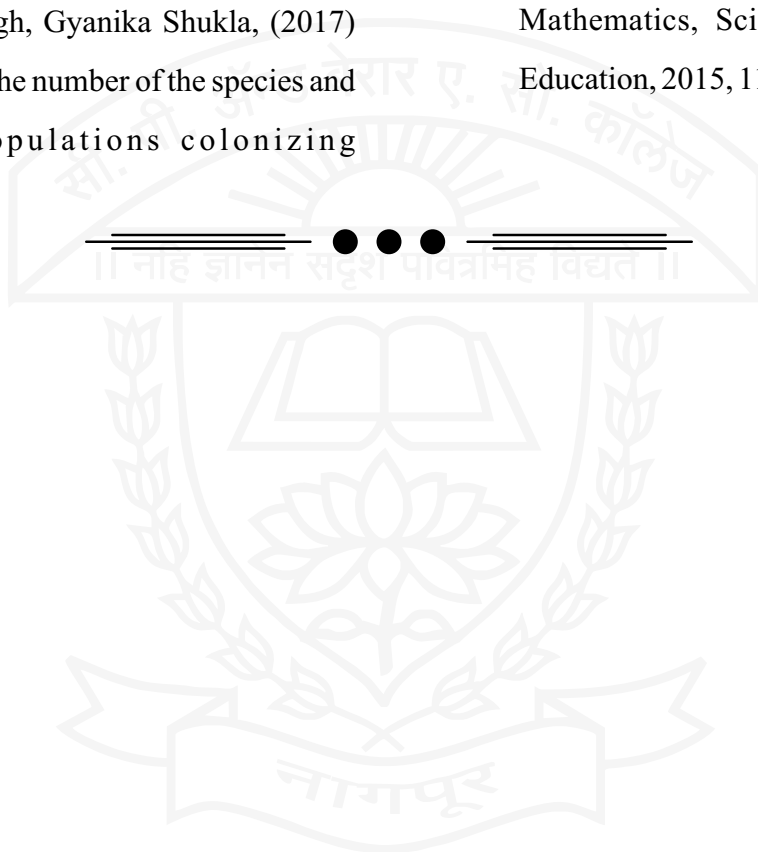 gh, Gyanika Shukla, (2017)
he number of the species and
opulations colonizing
Mathematics, Sci
Education, 2015, 1
सी. पी. अँण्ड बेरार ए. सो. कॉलेज
।। नहि ज्ञानेन सदृशं पवित्रमिह विद्यते ।।
नागपूर